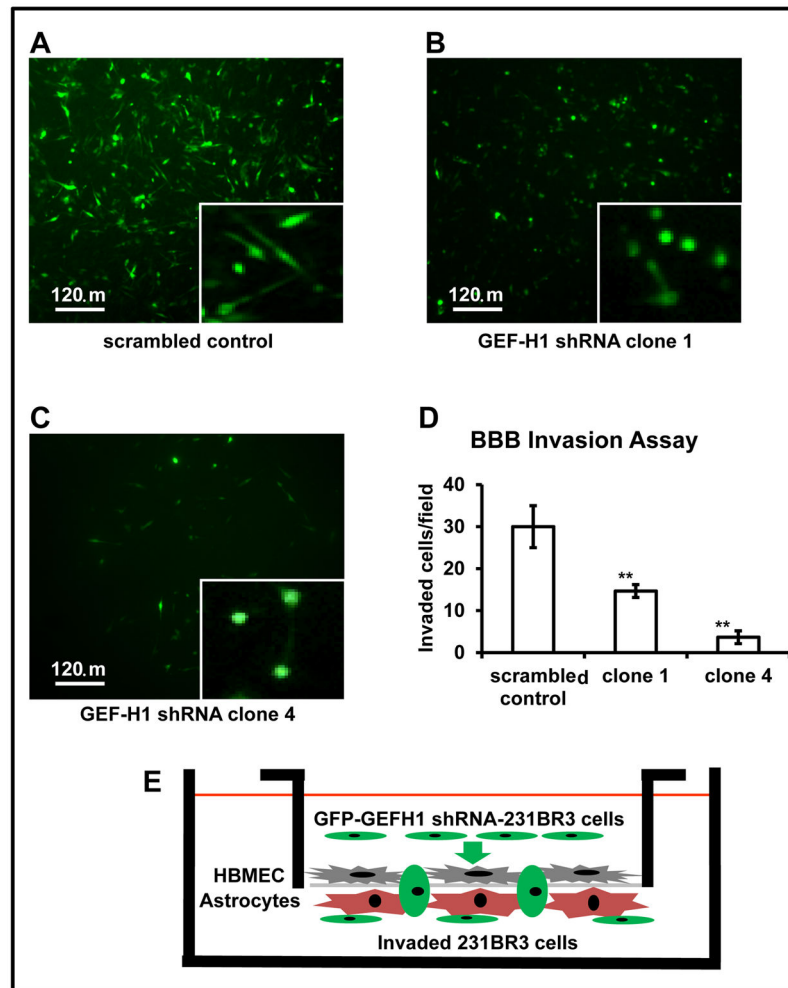 A
120.m
scrambled control
B
GEF-H1 shRNA clone 1
C
120.m
GEF-H1 shRNA clone 4
D
BBB Invasion Assay
Invaded cells/field
40
30
20
10
0
**
**
scrambled
control
clone 1
clone 4
E
GFP-GEFH1 shRNA-231BR3 cells
HBMEC
Astrocytes
Invaded 231BR3 cells